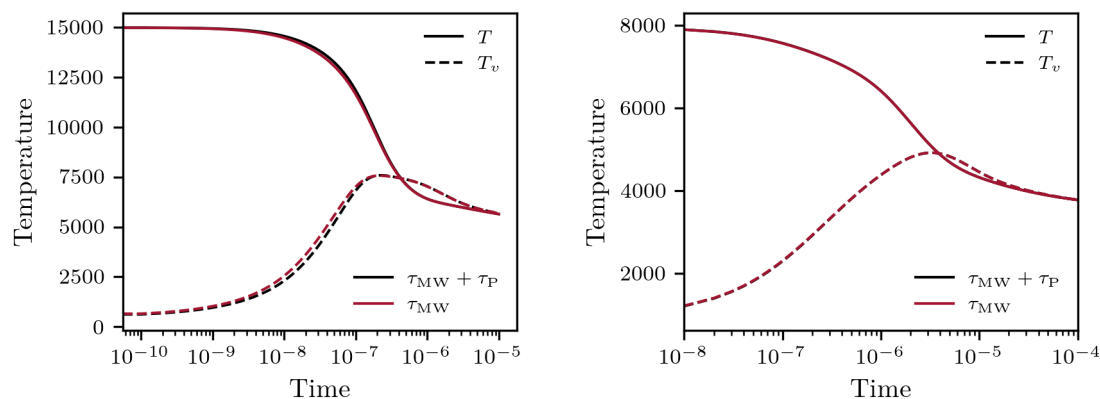 15000
12500
10000
7500
5000
2500
0
Temperature
T
T_v
τ_MW + τ_P
τ_MW
10^−10
10^−9
10^−8
10^−7
10^−6
10^−5
Time
8000
6000
4000
2000
Temperature
T
T_v
τ_MW + τ_P
τ_MW
10^−8
10^−7
10^−6
10^−5
10^−4
Time